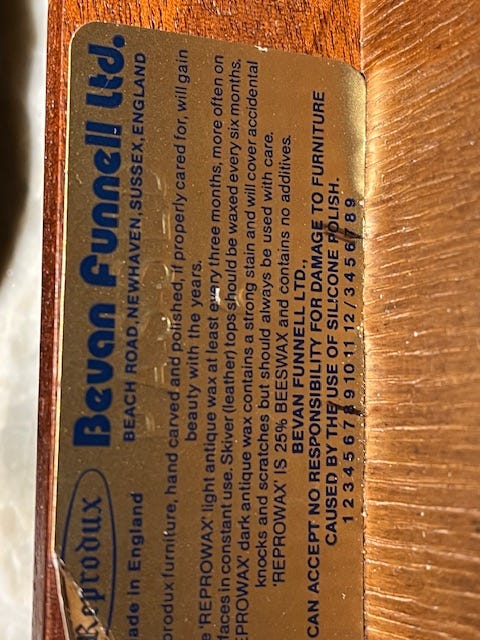 Reprodux
Bevan Funnell Ltd.
BEACH ROAD, NEWHAVEN, SUSSEX, ENGLAND
ade in England
produx furniture, hand carved and polished, if properly cared for, will gain
beauty with the years.
e 'REPROWAX' light antique wax at least every three months, more often on
faces in constant use. Skiver (leather) tops should be waxed every six months.
EPROWAX' dark antique wax contains a strong stain and will cover accidental
knocks and scratches but should always be used with care.
'REPROWAX' IS 25% BEESWAX and contains no additives.
BEVAN FUNNELL LTD.,
CAN ACCEPT NO RESPONSIBILITY FOR DAMAGE TO FURNITURE
CAUSED BY THE USE OF SILICONE POLISH.
1 2 3 4 5 6 7 8 9 10 11 12 / 3 4 5 6 7 8 9